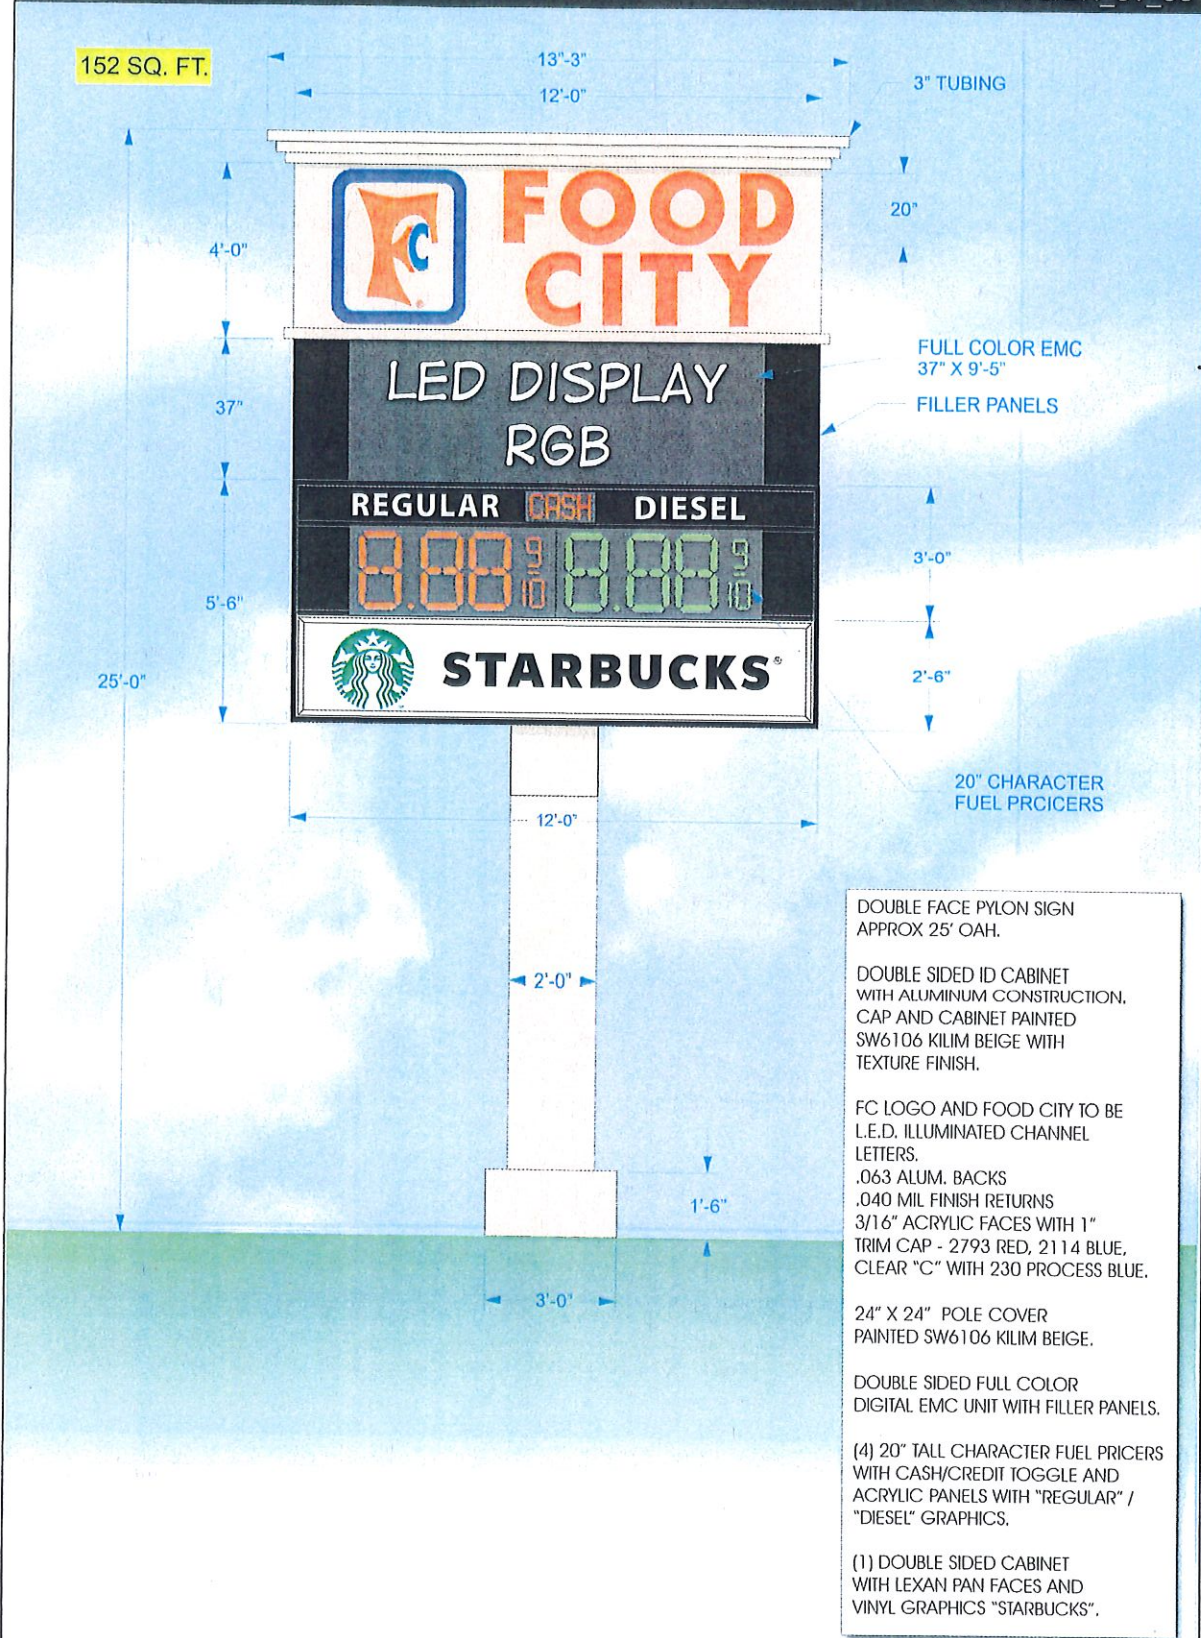 152 SQ. FT.
13"-3"
12'-0"
3" TUBING
FC
FOOD
CITY
20"
4'-0"
LED DISPLAY
RGB
FULL COLOR EMC
37" X 9'-5"
FILLER PANELS
37"
REGULAR CASH DIESEL
8.88 9/10 8.88 9/10
3'-0"
5'-6"
STARBUCKS®
2'-6"
25'-0"
20" CHARACTER
FUEL PRCICERS
12'-0"
2'-0"
1'-6"
3'-0"
DOUBLE FACE PYLON SIGN
APPROX 25' OAH.
DOUBLE SIDED ID CABINET
WITH ALUMINUM CONSTRUCTION.
CAP AND CABINET PAINTED
SW6106 KILIM BEIGE WITH
TEXTURE FINISH.
FC LOGO AND FOOD CITY TO BE
L.E.D. ILLUMINATED CHANNEL
LETTERS.
.063 ALUM. BACKS
.040 MIL FINISH RETURNS
3/16" ACRYLIC FACES WITH 1"
TRIM CAP - 2793 RED, 2114 BLUE,
CLEAR "C" WITH 230 PROCESS BLUE.
24" X 24" POLE COVER
PAINTED SW6106 KILIM BEIGE.
DOUBLE SIDED FULL COLOR
DIGITAL EMC UNIT WITH FILLER PANELS.
(4) 20" TALL CHARACTER FUEL PRICERS
WITH CASH/CREDIT TOGGLE AND
ACRYLIC PANELS WITH "REGULAR" /
"DIESEL" GRAPHICS.
(1) DOUBLE SIDED CABINET
WITH LEXAN PAN FACES AND
VINYL GRAPHICS "STARBUCKS".